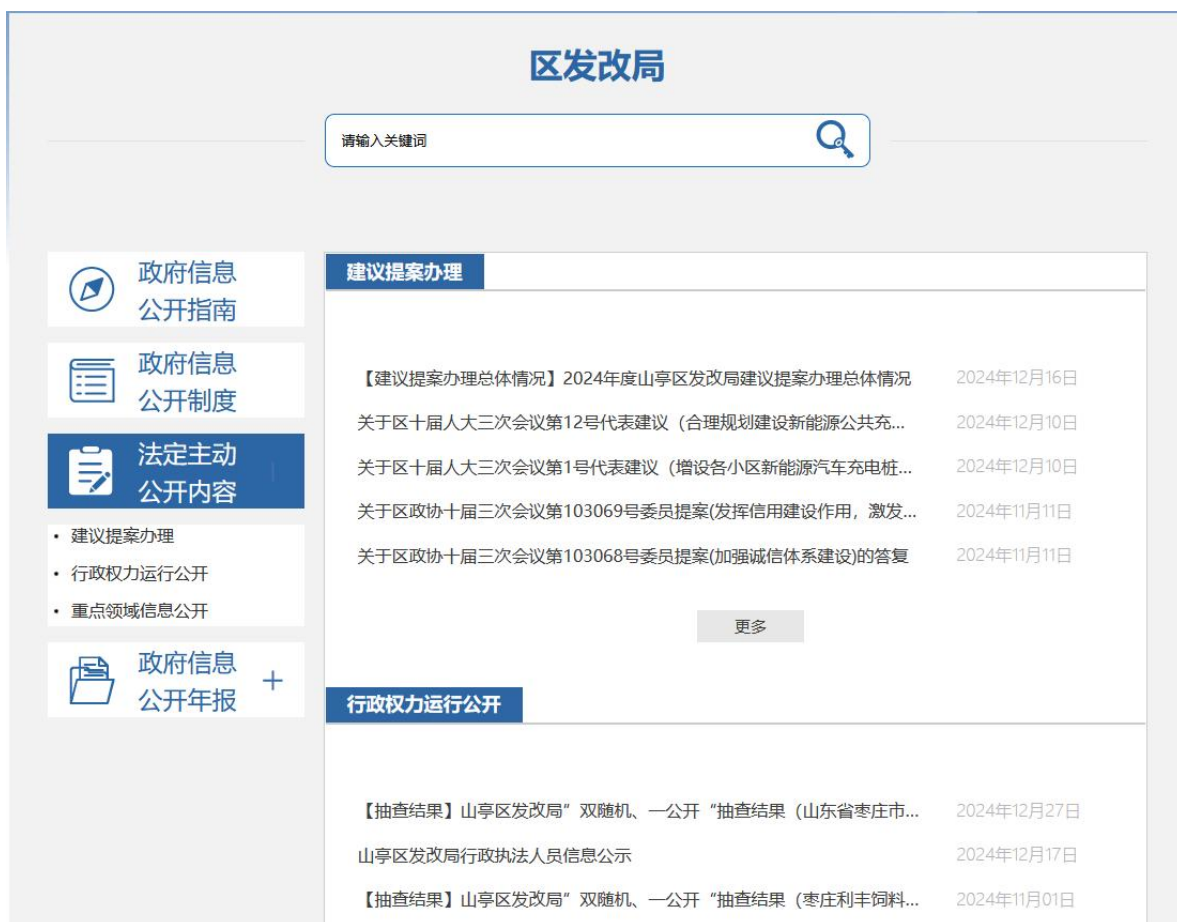 区发改局
请输入关键词
政府信息
公开指南
政府信息
公开制度
法定主动
公开内容
• 建议提案办理
• 行政权力运行公开
• 重点领域信息公开
政府信息
公开年报
+
建议提案办理
【建议提案办理总体情况】2024年度山亭区发改局建议提案办理总体情况 2024年12月16日
关于区十届人大三次会议第12号代表建议（合理规划建设新能源公共充... 2024年12月10日
关于区十届人大三次会议第1号代表建议（增设各小区新能源汽车充电桩... 2024年12月10日
关于区政协十届三次会议第103069号委员提案(发挥信用建设作用，激发... 2024年11月11日
关于区政协十届三次会议第103068号委员提案(加强诚信体系建设)的答复 2024年11月11日
更多
行政权力运行公开
【抽查结果】山亭区发改局”双随机、一公开“抽查结果（山东省枣庄市... 2024年12月27日
山亭区发改局行政执法人员信息公示 2024年12月17日
【抽查结果】山亭区发改局”双随机、一公开“抽查结果（枣庄利丰饲料... 2024年11月01日